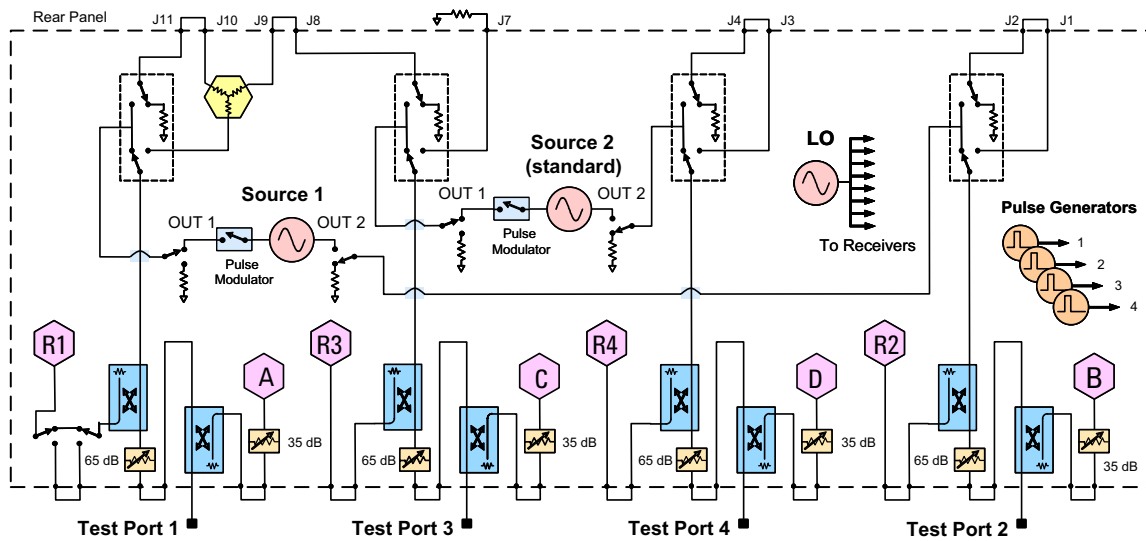 Rear Panel
J11
J10
J9
J8
J7
J4
J3
J2
J1
Source 2
(standard)
LO
Source 1
OUT 1
OUT 2
OUT 1
OUT 2
Pulse
Modulator
Pulse
Modulator
To Receivers
Pulse Generators
1
2
3
4
R1
A
R3
C
R4
D
R2
B
35 dB
35 dB
35 dB
35 dB
65 dB
65 dB
65 dB
65 dB
Test Port 1
Test Port 3
Test Port 4
Test Port 2